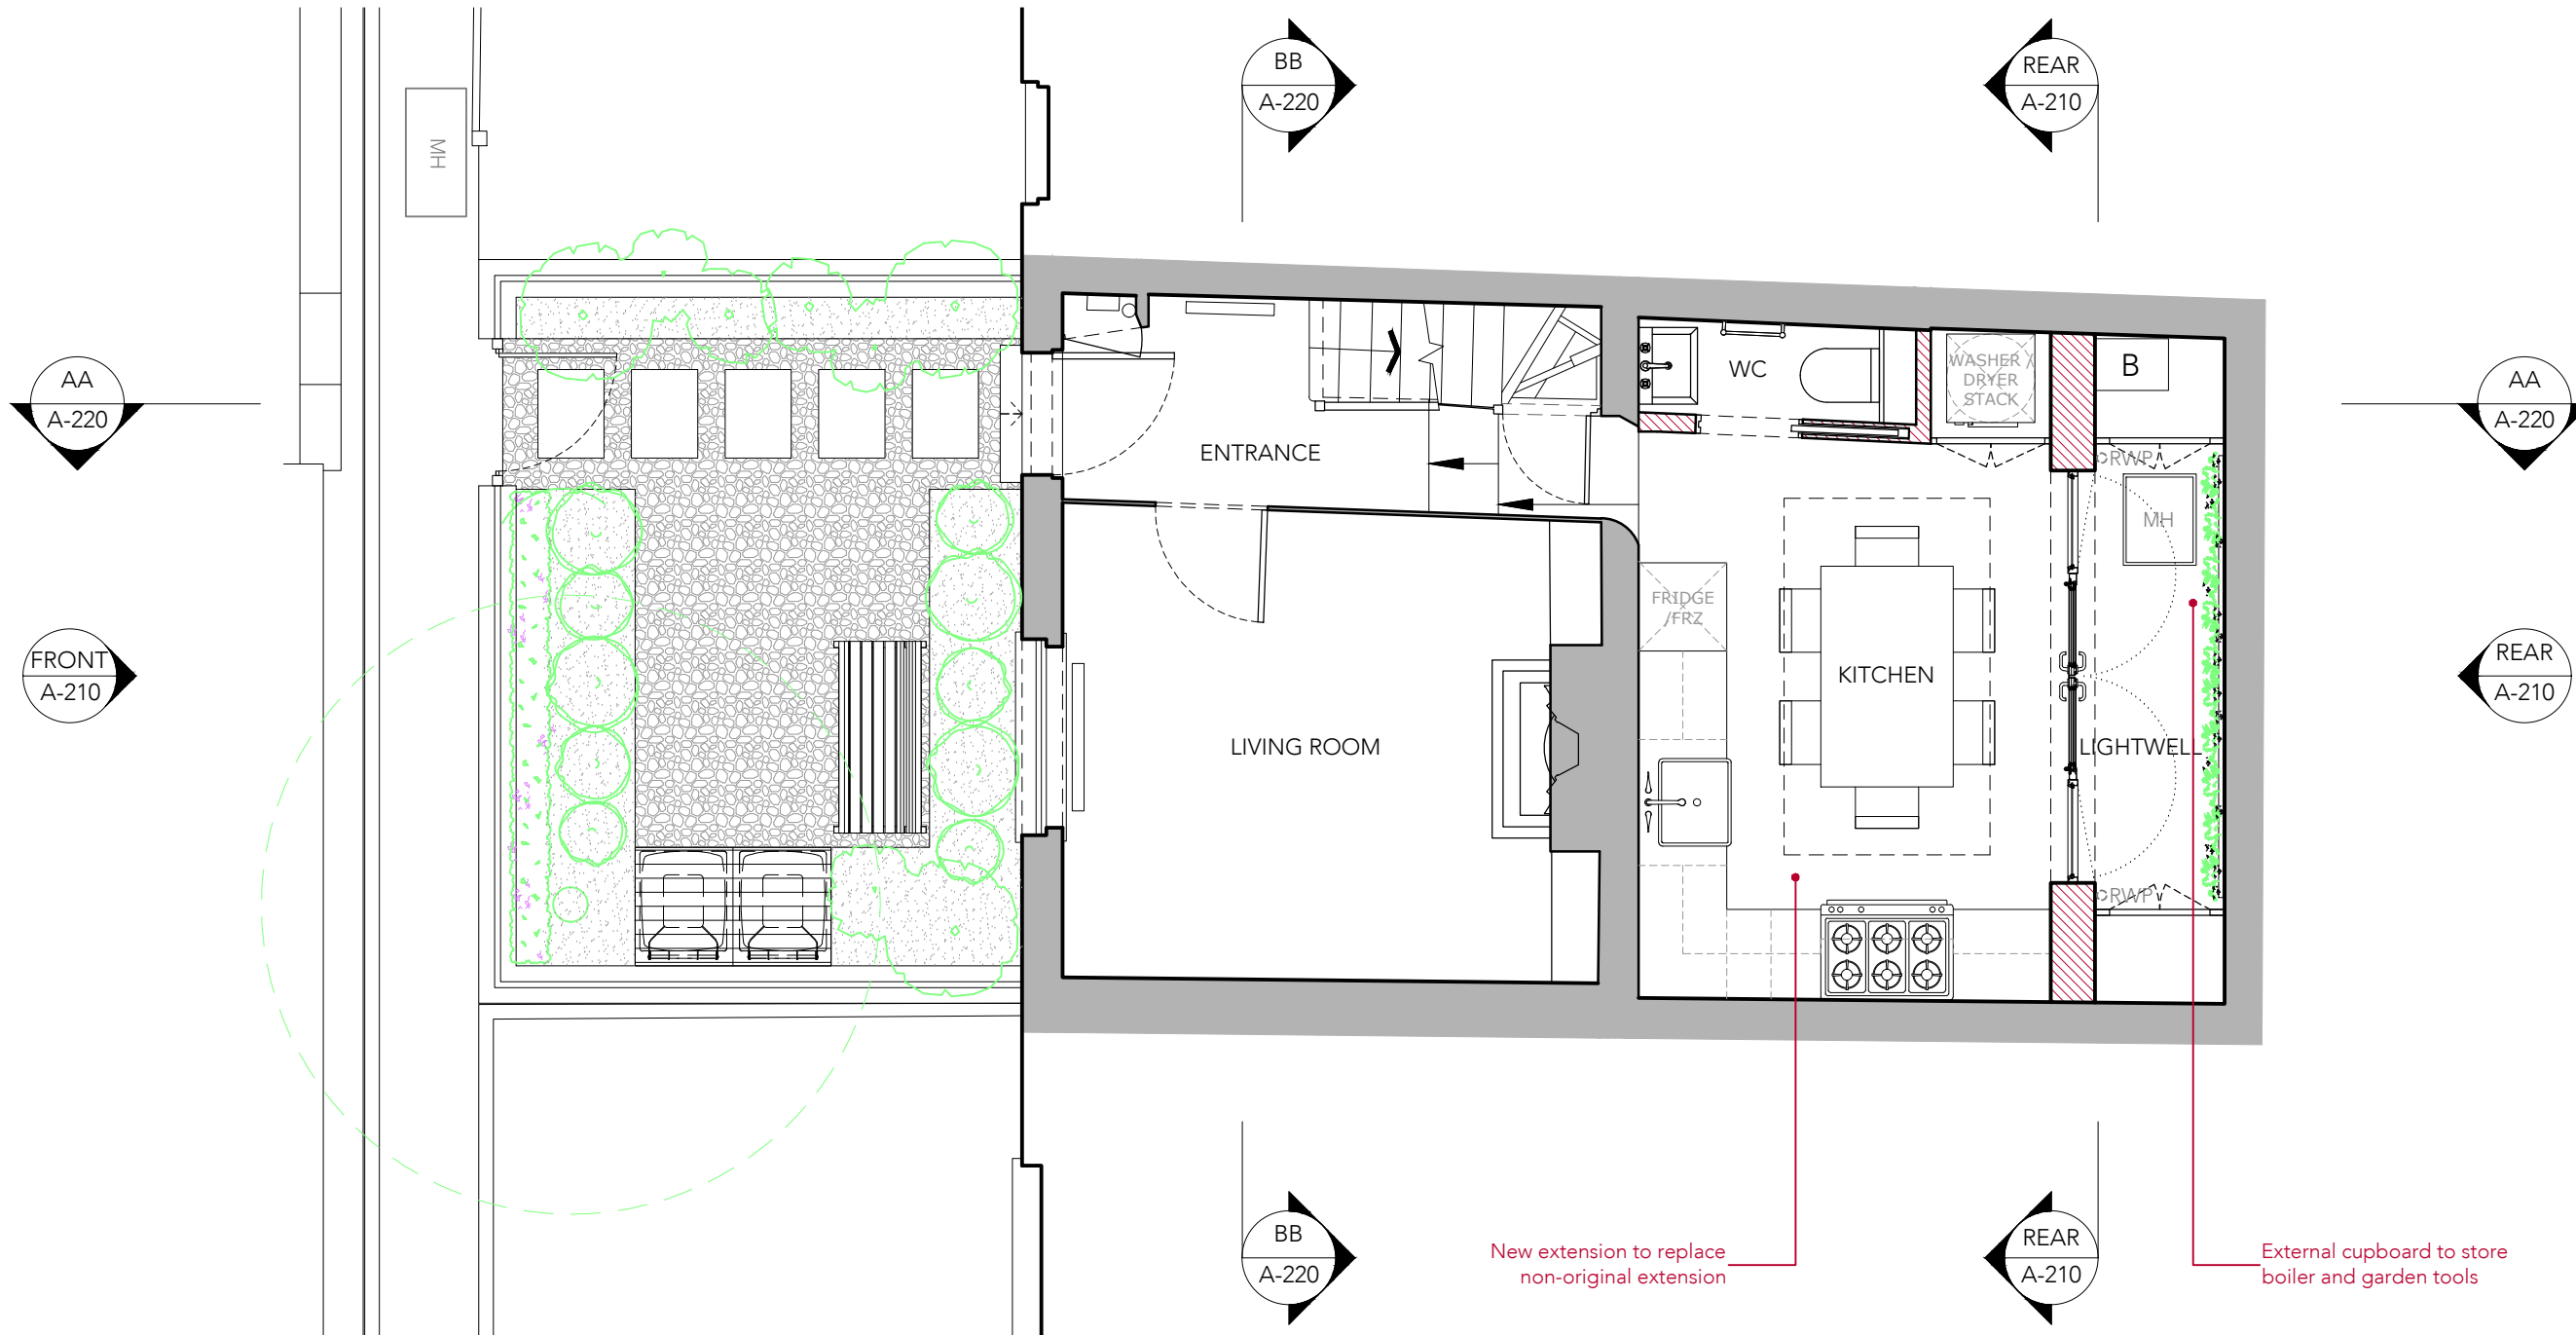 BB
A-220
REAR
A-210
MH
AA
A-220
WC
WASHER /
DRYER
STACK
B
AA
A-220
ENTRANCE
RWP
MH
FRIDGE
/FRZ
FRONT
A-210
KITCHEN
REAR
A-210
LIVING ROOM
LIGHTWELL
RWP
BB
A-220
REAR
A-210
New extension to replace
non-original extension
External cupboard to store
boiler and garden tools